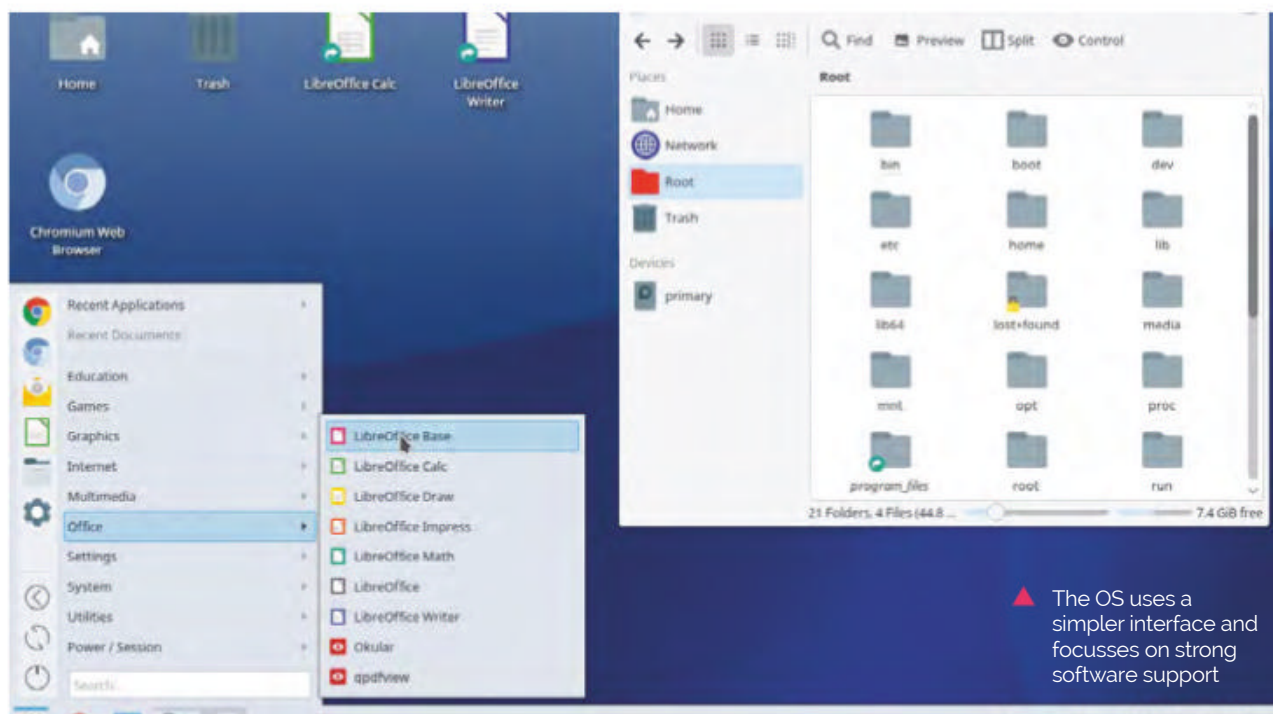 Home
Trash
LibreOffice Calc
LibreOffice
Writer
Chromium Web
Browser
Find
Preview
Split
Control
Places
Home
Network
Root
Trash
Devices
primary
Root
bin
boot
dev
etc
home
lib
lib64
lost+found
media
mnt
opt
proc
program_files
root
run
21 Folders, 4 Files (44.8 ...
7.4 GiB free
Recent Applications
Recent Documents
Education
Games
Graphics
Internet
Multimedia
Office
Settings
System
Utilities
Power / Session
Search...
LibreOffice Base
LibreOffice Calc
LibreOffice Draw
LibreOffice Impress
LibreOffice Math
LibreOffice
LibreOffice Writer
Okular
qpdfview
The OS uses a
simpler interface and
focusses on strong
software support